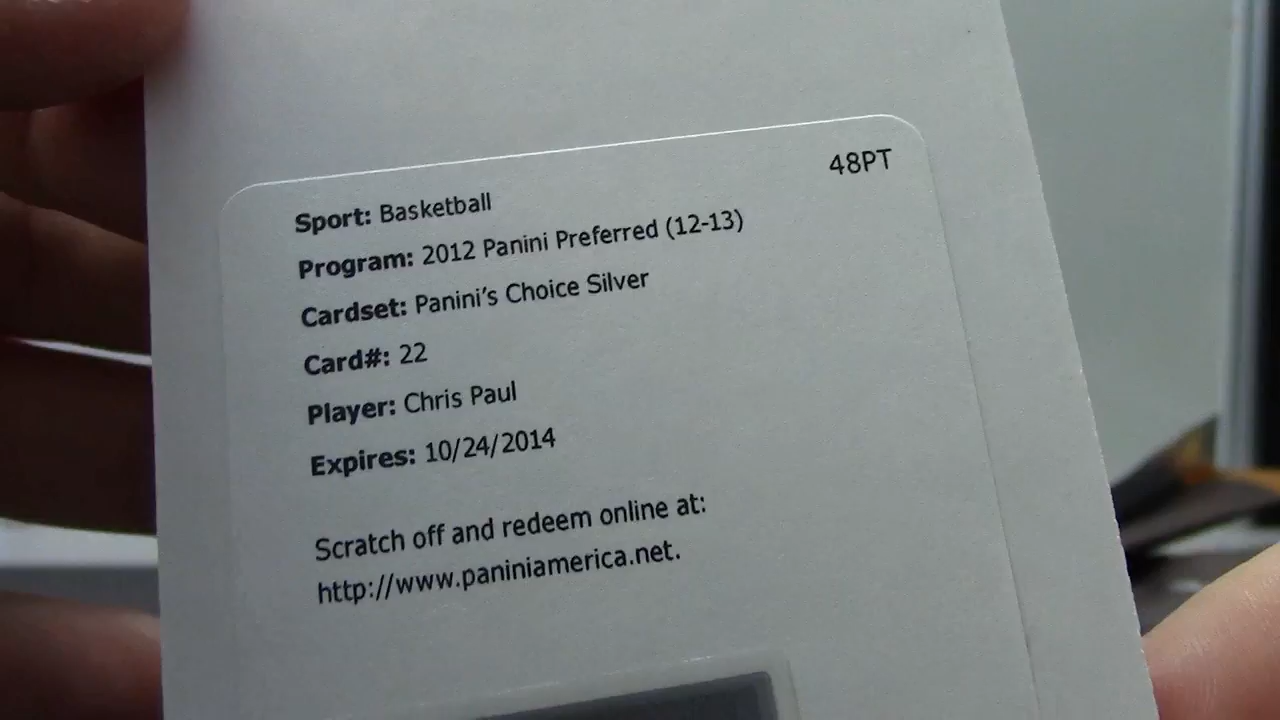 48PT
Sport: Basketball
Program: 2012 Panini Preferred (12-13)
Cardset: Panini's Choice Silver
Card#: 22
Player: Chris Paul
Expires: 10/24/2014
Scratch off and redeem online at:
http://www.paniniamerica.net.